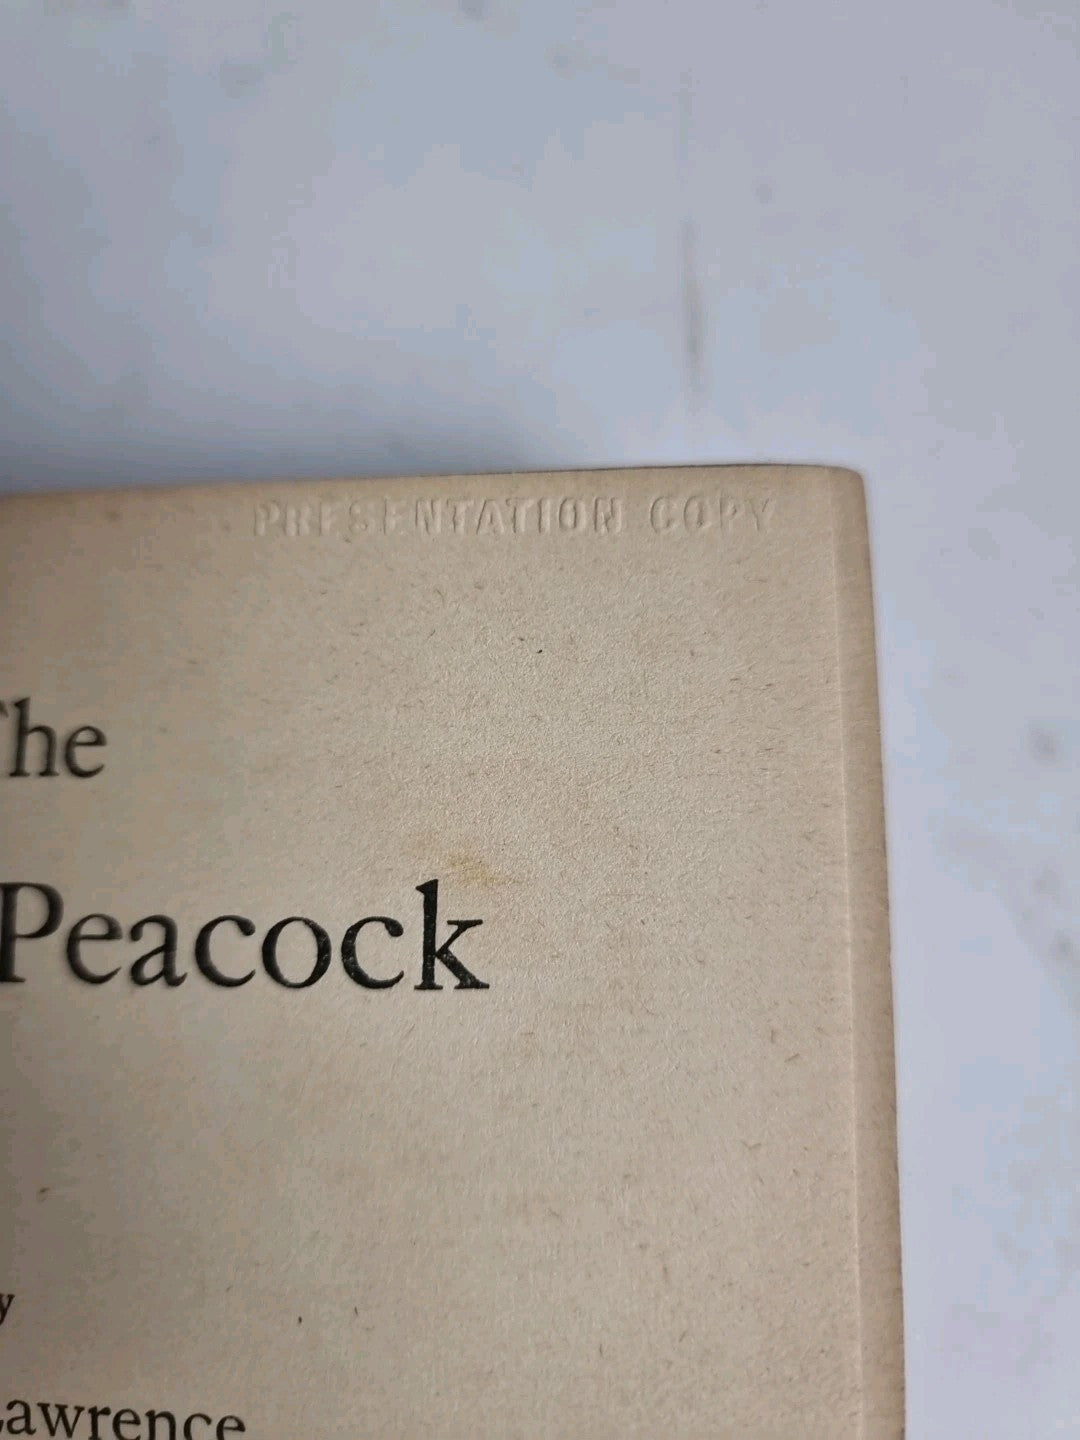 PRESENTATION COPY
The
Peacock
y
Lawrence